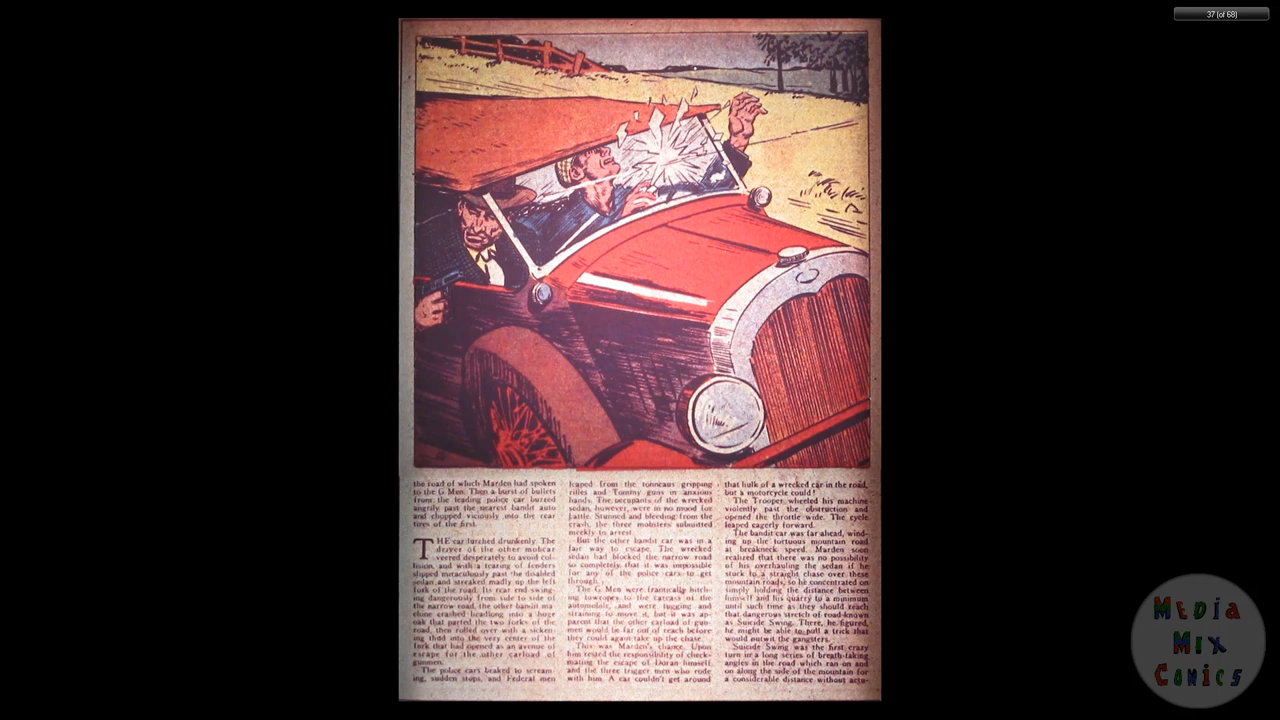 37 (of 68)
the road of which Marden had spoken
to the G Men. Then a burst of bullets
from the leading police car buzzed
angrily past the nearest bandit auto
and chopped viciously into the rear
tires of the first.
THE car lurched drunkenly. The
driver of the other mobcar
veered desperately to avoid col-
lision, and with a tearing of fenders
slipped miraculously past the disabled
sedan and streaked madly up the left
fork of the road. Its rear end swing-
ing dangerously from side to side of
the narrow road, the other bandit ma-
chine crashed headlong into a huge
oak that parted the two forks of the
road, then rolled over with a sicken-
ing thud into the very center of the
fork that had opened as an avenue of
escape for the other carload of
gunmen.
The police cars braked to scream-
ing, sudden stops, and Federal men
leaped from the tonneaus gripping
rifles and Tommy guns in anxious
hands. The occupants of the wrecked
sedan, however, were in no mood for
battle. Stunned and bleeding from the
crash, the three mobsters submitted
meekly to arrest.
But the other bandit car was in a
fair way to escape. The wrecked
sedan had blocked the narrow road
so completely that it was impossible
for any of the police cars to get
through.
The G Men were frantically hitch-
ing towropes to the carcass of the
automobile, and were tugging and
straining to move it, but it was ap-
parent that the other carload of gun-
men would be far out of reach before
they could again take up the chase.
This was Marden's chance. Upon
him rested the responsibility of check-
mating the escape of Doran himself
and the three trigger men who rode
with him. A car couldn't get around
that hulk of a wrecked car in the road,
but a motorcycle could!
The Trooper wheeled his machine
violently past the obstruction and
opened the throttle wide. The cycle
leaped eagerly forward.
The bandit car was far ahead, wind-
ing up the tortuous mountain road
at breakneck speed. Marden soon
realized that there was no possibility
of his overhauling the sedan if he
stuck to a straight chase over these
mountain roads, so he concentrated on
simply holding the distance between
himself and his quarry to a minimum
until such time as they should reach
that dangerous stretch of road known
as Suicide Swing. There, he figured,
he might be able to pull a trick that
would outwit the gangsters.
Suicide Swing was the first crazy
turn in a long series of breath-taking
angles in the road which ran on and
on along the side of the mountain for
a considerable distance without actu-
MEDiA
Mix
CoMiCS